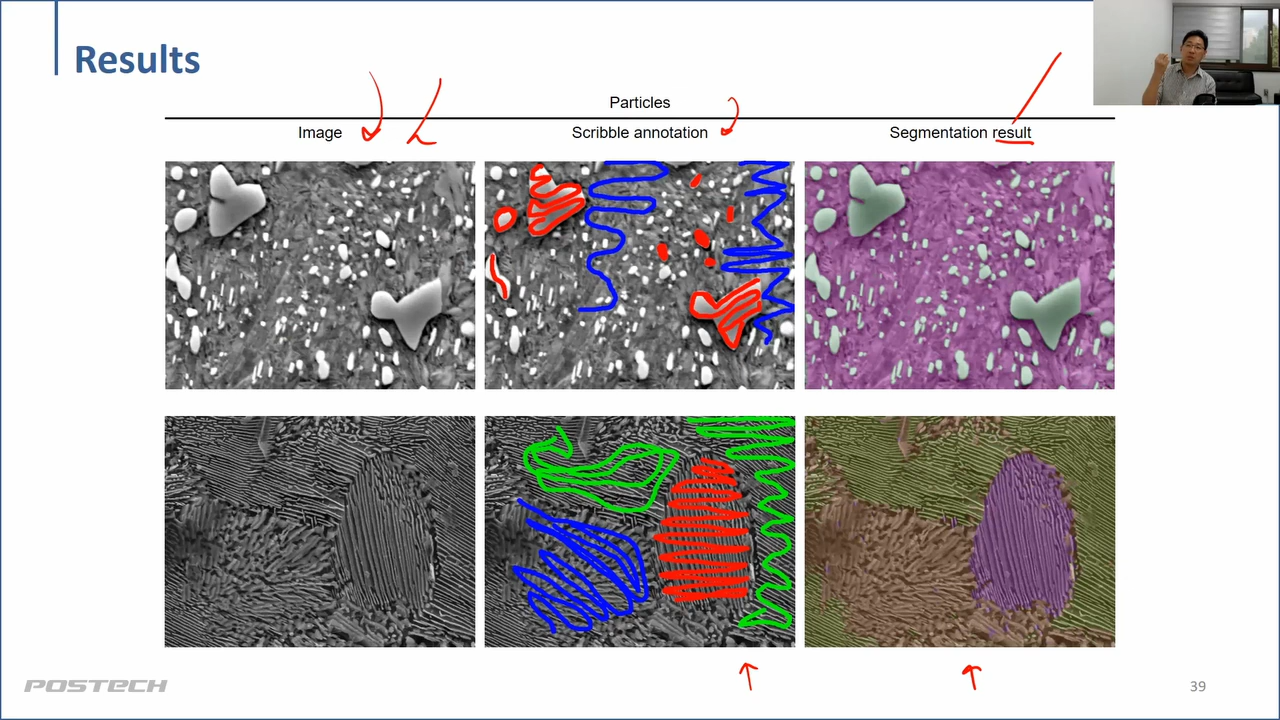 Results
Particles
Image
Scribble annotation
Segmentation result
POSTECH
39